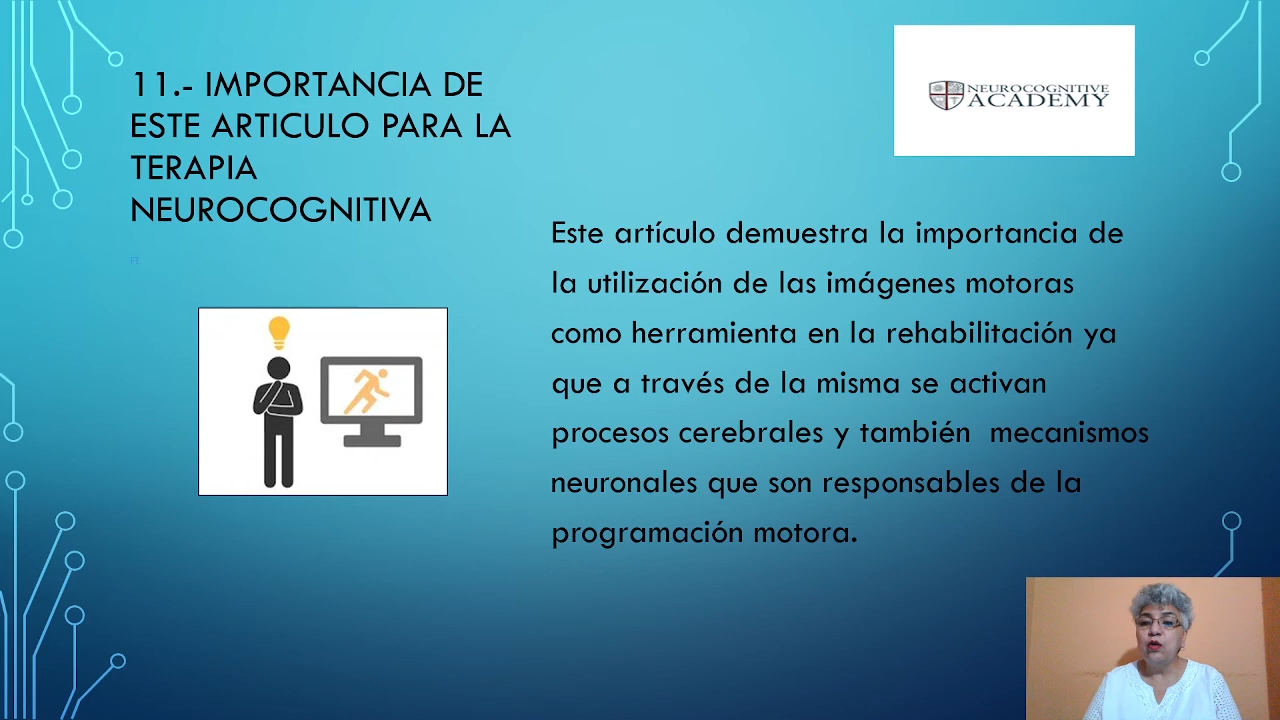 11.- IMPORTANCIA DE
ESTE ARTICULO PARA LA
TERAPIA
NEUROCOGNITIVA
NEUROCOGNITIVE
ACADEMY
Este artículo demuestra la importancia de
la utilización de las imágenes motoras
como herramienta en la rehabilitación ya
que a través de la misma se activan
procesos cerebrales y también mecanismos
neuronales que son responsables de la
programación motora.